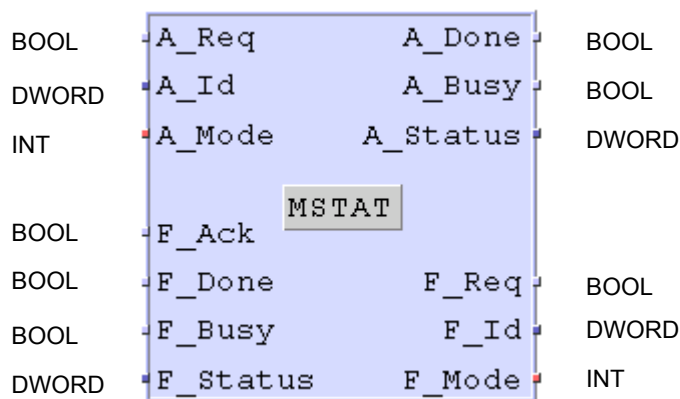 BOOL A_Req A_Done BOOL
DWORD A_Id A_Busy BOOL
INT A_Mode A_Status DWORD
MSTAT
BOOL F_Ack
BOOL F_Done F_Req BOOL
BOOL F_Busy F_Id DWORD
DWORD F_Status F_Mode INT